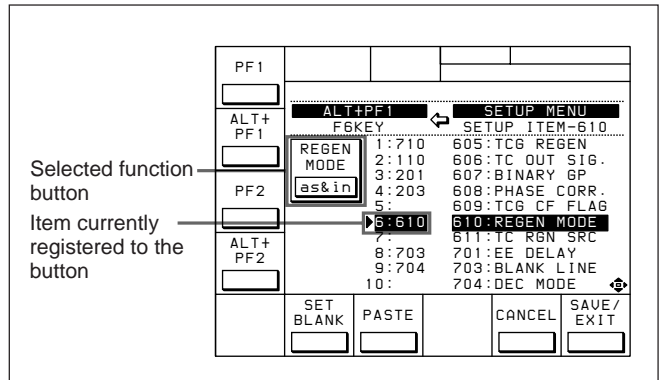 PF1
ALT+
PF1
PF2
ALT+
PF2
Selected function
button
Item currently
registered to the
button
ALT+PF1
F6KEY
SETUP MENU
SETUP ITEM-610
REGEN
MODE
as&in
1:710
2:110
3:201
4:203
5:
6:610
7:
8:703
9:704
10:
605:TCG REGEN
606:TC OUT SIG.
607:BINARY GP
608:PHASE CORR.
609:TCG CF FLAG
610:REGEN MODE
611:TC RGN SRC
701:EE DELAY
703:BLANK LINE
704:DEC MODE
SET
BLANK
PASTE
CANCEL
SAVE/
EXIT